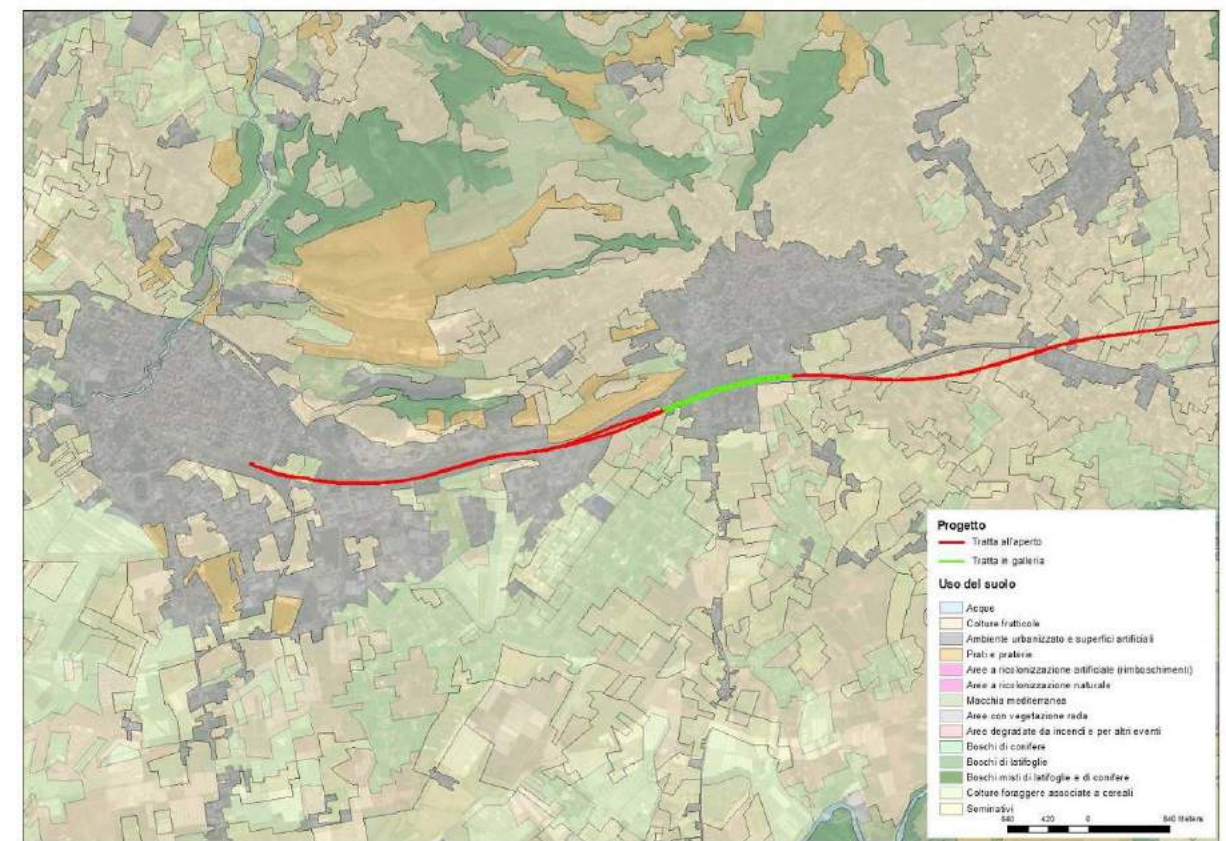 Progetto
Tratta all'aperto
Tratta in galleria
Uso del suolo
Acque
Colture frutticole
Ambiente urbanizzato e superfici artificiali
Prati e praterie
Aree a ricolonizzazione artificiale (rimboschimenti)
Aree a ricolonizzazione naturale
Macchia mediterranea
Aree con vegetazione rada
Aree degradate da incendi e per altri eventi
Boschi di conifere
Boschi di latifoglie
Boschi misti di latifoglie e di conifere
Colture foraggere associate a cereali
Seminativi
840 420 0 840 Meters